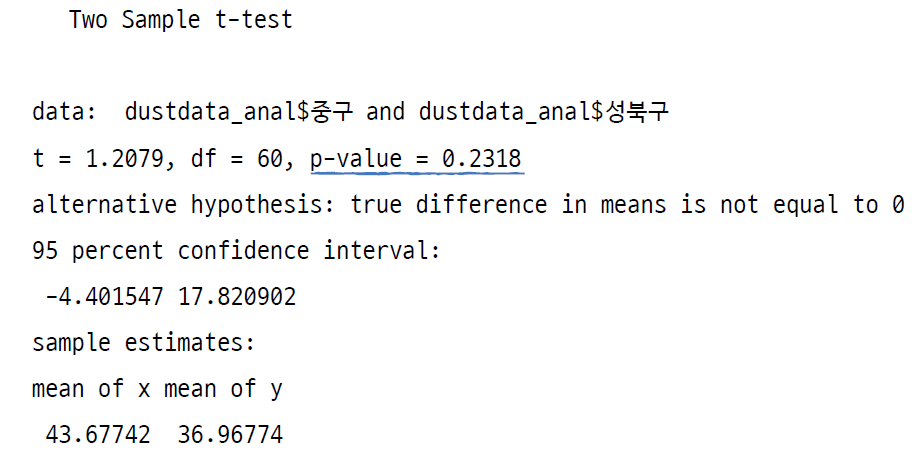 Two Sample t-test
data: dustdata_anal$중구 and dustdata_anal$성북구
t = 1.2079, df = 60, p-value = 0.2318
alternative hypothesis: true difference in means is not equal to 0
95 percent confidence interval:
-4.401547 17.820902
sample estimates:
mean of x mean of y
43.67742 36.96774